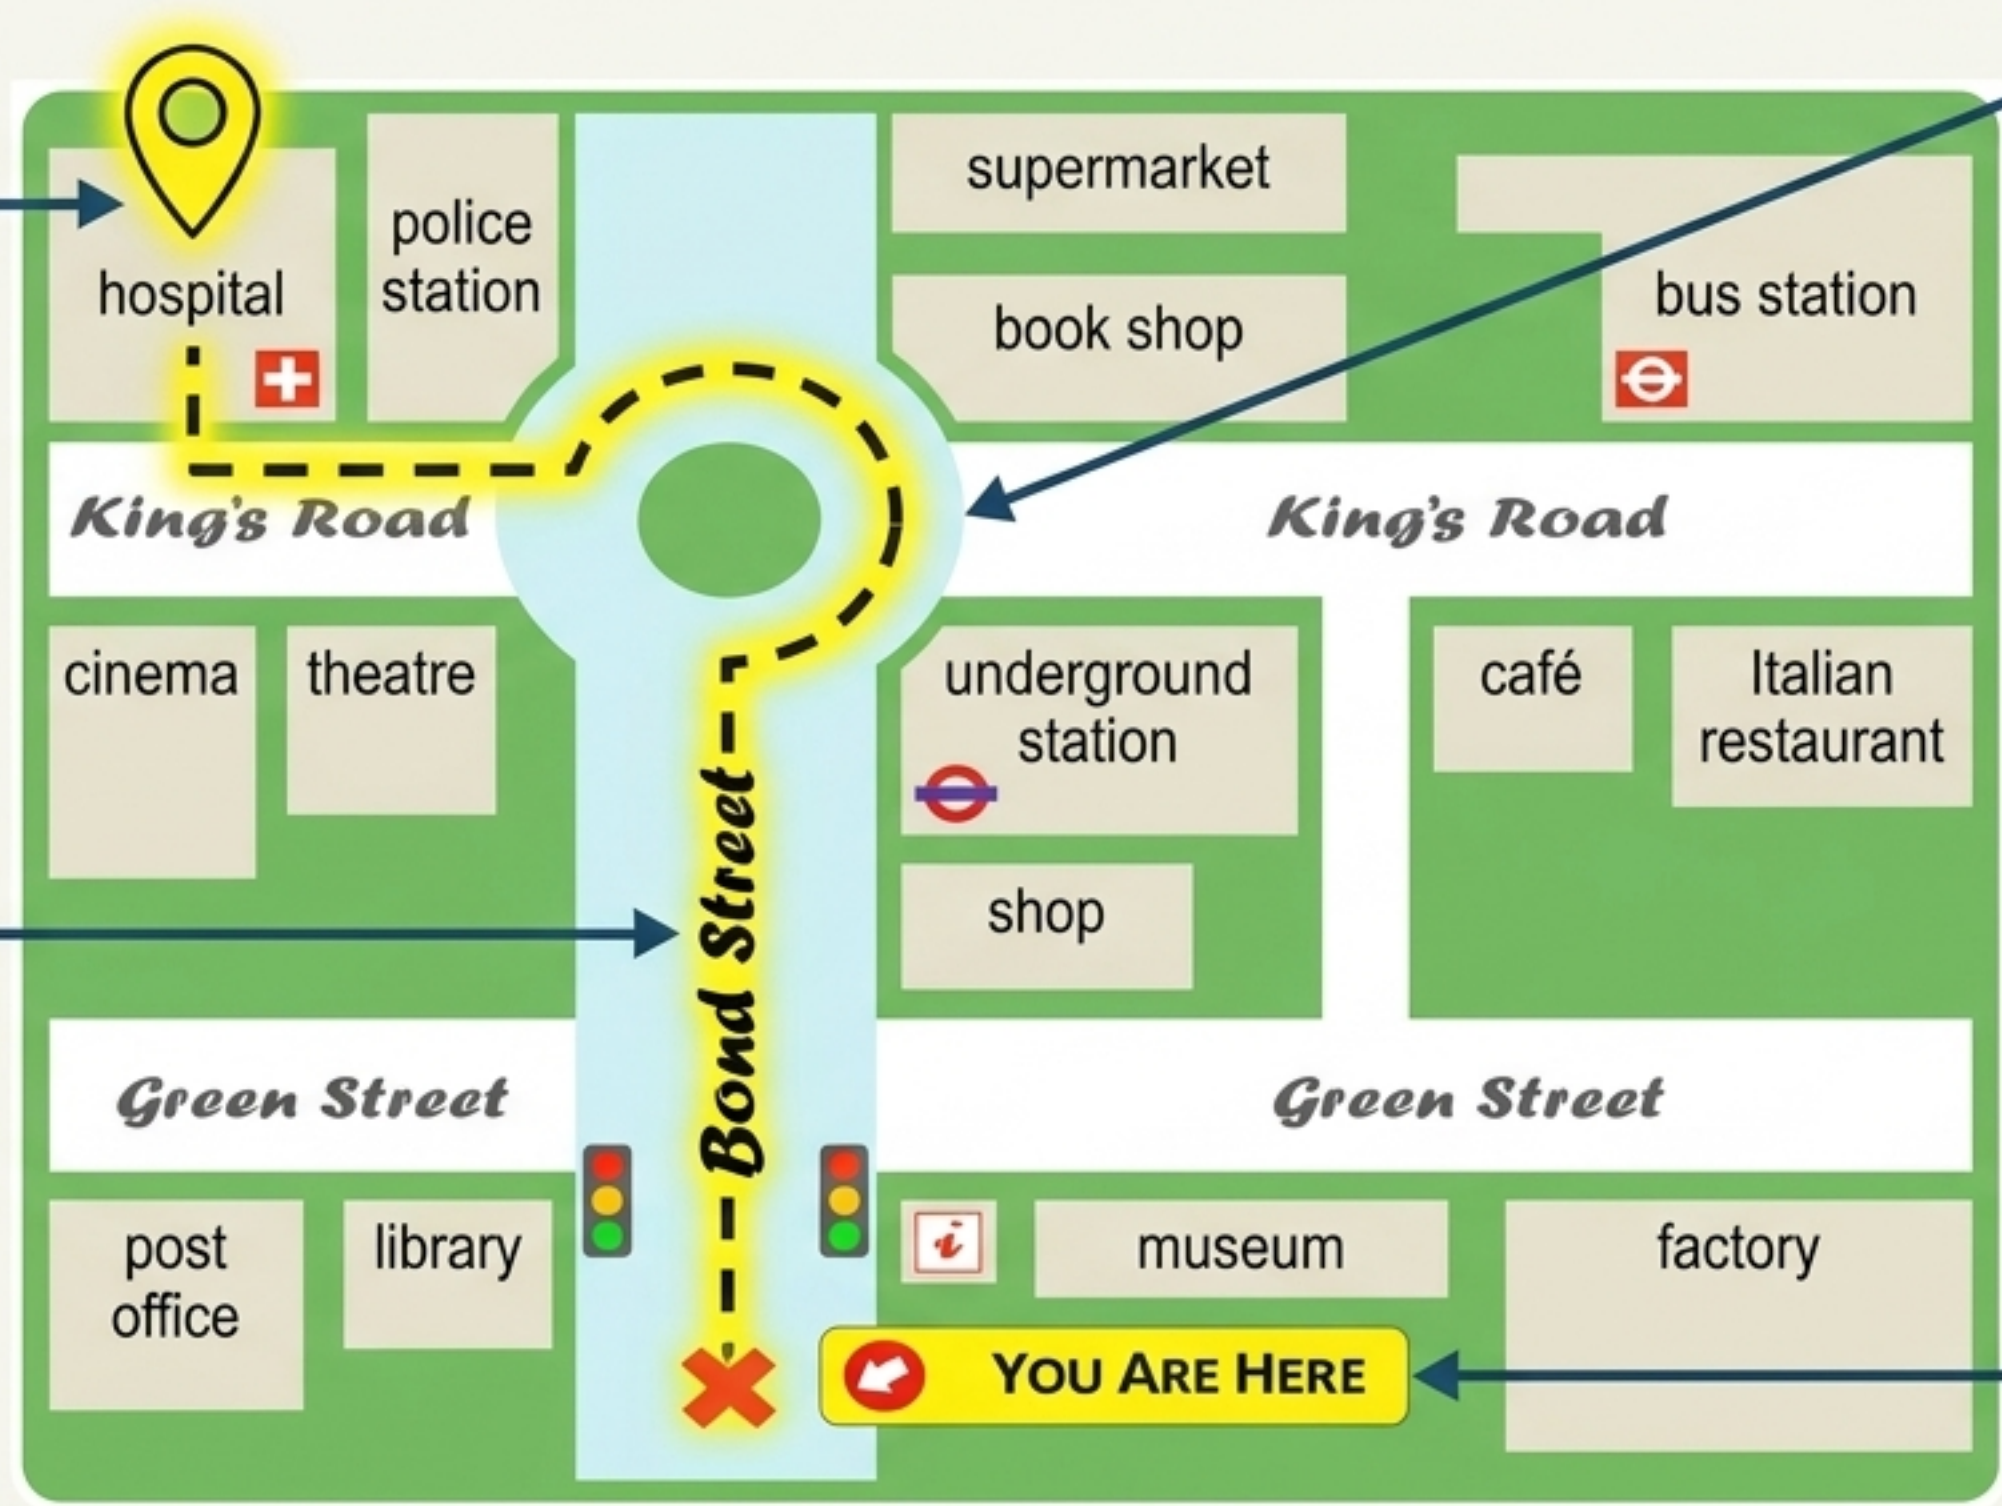 supermarket
police
station
hospital
book shop
bus station
King's Road
King's Road
cinema
theatre
underground
station
café
Italian
restaurant
shop
Bond Street
Green Street
Green Street
post
office
library
i
museum
factory
YOU ARE HERE